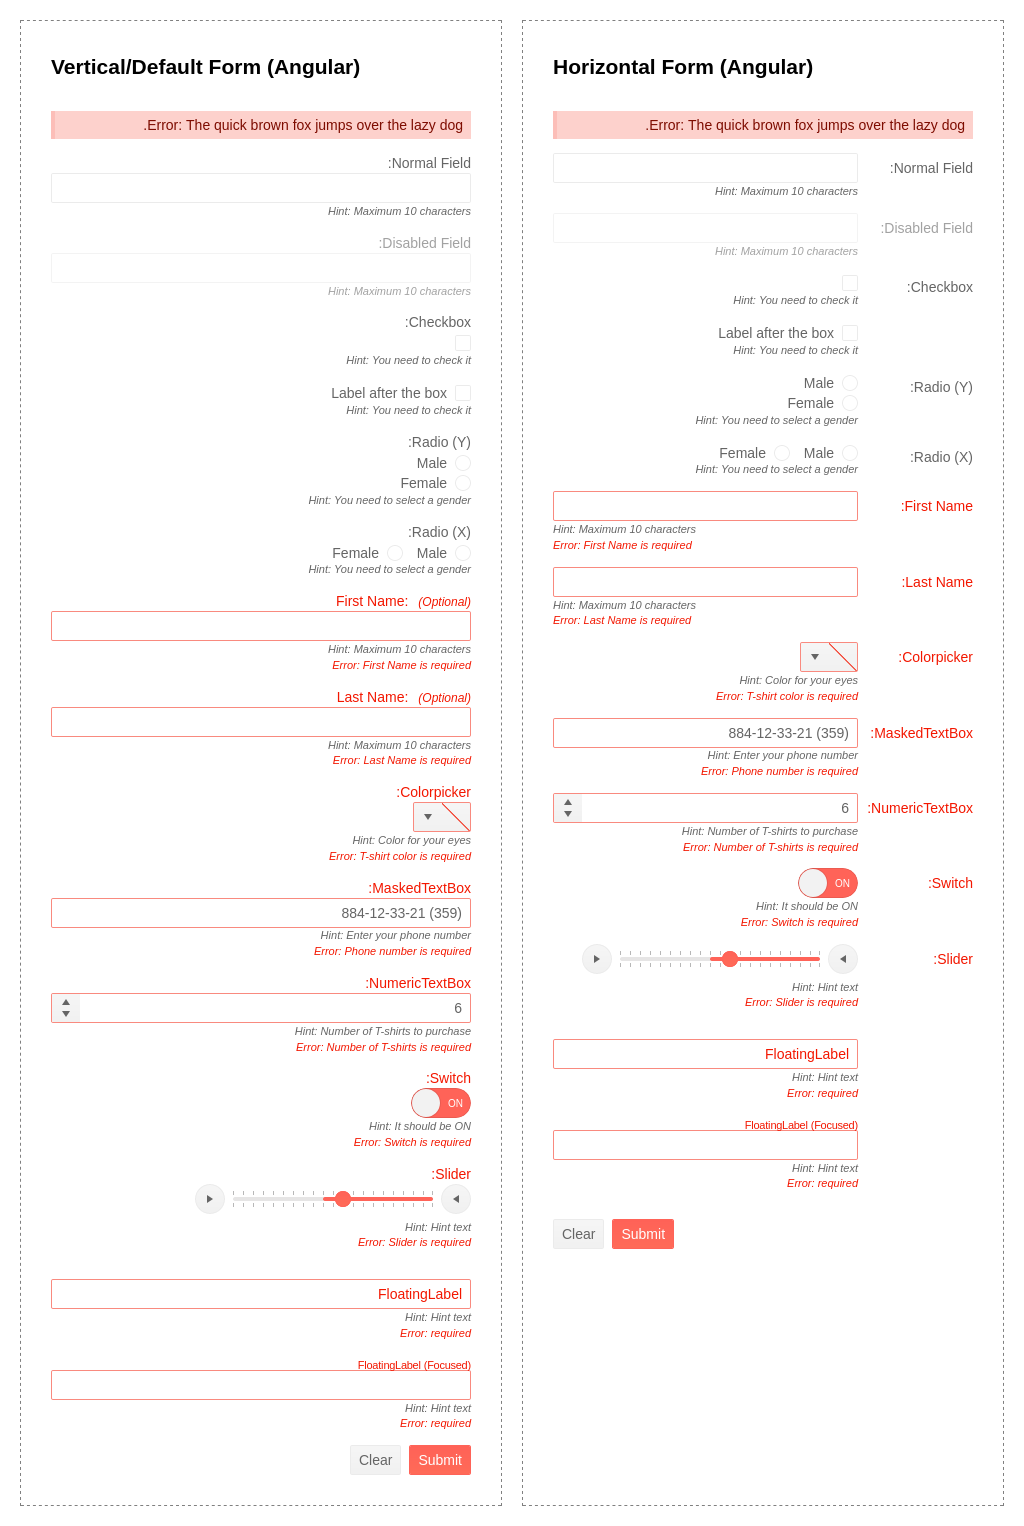 Vertical/Default Form (Angular)
.Error: The quick brown fox jumps over the lazy dog
:Normal Field
Hint: Maximum 10 characters
:Disabled Field
Hint: Maximum 10 characters
:Checkbox
Hint: You need to check it
Label after the box
Hint: You need to check it
:Radio (Y)
Male
Female
Hint: You need to select a gender
:Radio (X)
Female Male
Hint: You need to select a gender
First Name: (Optional)
Hint: Maximum 10 characters
Error: First Name is required
Last Name: (Optional)
Hint: Maximum 10 characters
Error: Last Name is required
:Colorpicker
Hint: Color for your eyes
Error: T-shirt color is required
:MaskedTextBox
884-12-33-21 (359)
Hint: Enter your phone number
Error: Phone number is required
:NumericTextBox
6
Hint: Number of T-shirts to purchase
Error: Number of T-shirts is required
:Switch
ON
Hint: It should be ON
Error: Switch is required
:Slider
Hint: Hint text
Error: Slider is required
FloatingLabel
Hint: Hint text
Error: required
FloatingLabel (Focused)
Hint: Hint text
Error: required
Clear Submit
Horizontal Form (Angular)
.Error: The quick brown fox jumps over the lazy dog
:Normal Field
Hint: Maximum 10 characters
:Disabled Field
Hint: Maximum 10 characters
:Checkbox
Hint: You need to check it
Label after the box
Hint: You need to check it
Male :Radio (Y)
Female
Hint: You need to select a gender
Female Male :Radio (X)
Hint: You need to select a gender
:First Name
Hint: Maximum 10 characters
Error: First Name is required
:Last Name
Hint: Maximum 10 characters
Error: Last Name is required
:Colorpicker
Hint: Color for your eyes
Error: T-shirt color is required
884-12-33-21 (359) :MaskedTextBox
Hint: Enter your phone number
Error: Phone number is required
6 :NumericTextBox
Hint: Number of T-shirts to purchase
Error: Number of T-shirts is required
ON :Switch
Hint: It should be ON
Error: Switch is required
:Slider
Hint: Hint text
Error: Slider is required
FloatingLabel
Hint: Hint text
Error: required
FloatingLabel (Focused)
Hint: Hint text
Error: required
Clear Submit